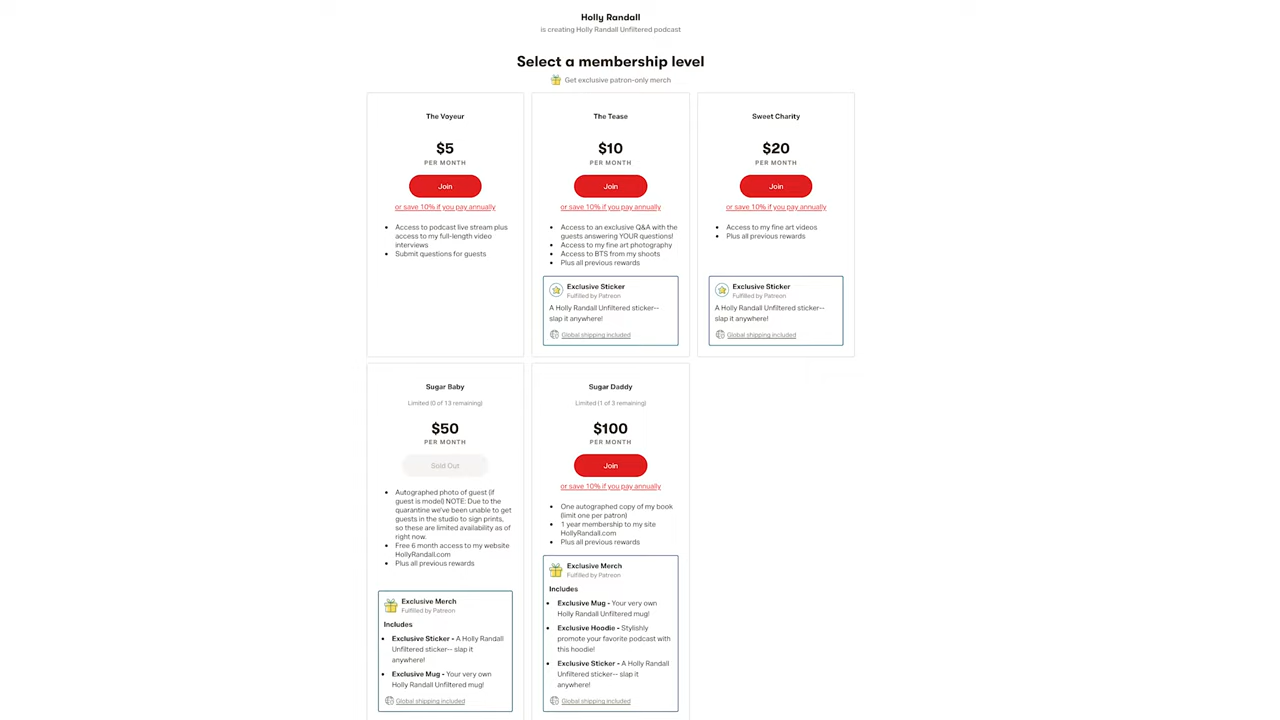 Holly Randall
is creating Holly Randall Unfiltered podcast
Select a membership level
Get exclusive patron-only merch
The Voyeur
$5
PER MONTH
Join
or save 10% if you pay annually
Access to podcast live stream plus
access to my full-length video
interviews
Submit questions for guests
The Tease
$10
PER MONTH
Join
or save 10% if you pay annually
Access to an exclusive Q&A with the
guests answering YOUR questions!
Access to my fine art photography
Access to BTS from my shoots
Plus all previous rewards
Exclusive Sticker
Fulfilled by Patreon
A Holly Randall Unfiltered sticker--
slap it anywhere!
Global shipping included
Sweet Charity
$20
PER MONTH
Join
or save 10% if you pay annually
Access to my fine art videos
Plus all previous rewards
Exclusive Sticker
Fulfilled by Patreon
A Holly Randall Unfiltered sticker--
slap it anywhere!
Global shipping included
Sugar Baby
Limited (0 of 13 remaining)
$50
PER MONTH
Sold Out
Autographed photo of guest (if
guest is model) NOTE: Due to the
quarantine we've been unable to get
guests in the studio to sign prints,
so these are limited availability as of
right now.
Free 6 month access to my website
HollyRandall.com
Plus all previous rewards
Exclusive Merch
Fulfilled by Patreon
Includes
Exclusive Sticker - A Holly Randall
Unfiltered sticker-- slap it
anywhere!
Exclusive Mug - Your very own
Holly Randall Unfiltered mug!
Global shipping included
Sugar Daddy
Limited (1 of 3 remaining)
$100
PER MONTH
Join
or save 10% if you pay annually
One autographed copy of my book
(limit one per patron)
1 year membership to my site
HollyRandall.com
Plus all previous rewards
Exclusive Merch
Fulfilled by Patreon
Includes
Exclusive Mug - Your very own
Holly Randall Unfiltered mug!
Exclusive Hoodie - Stylishly
promote your favorite podcast with
this hoodie!
Exclusive Sticker - A Holly Randall
Unfiltered sticker-- slap it
anywhere!
Global shipping included